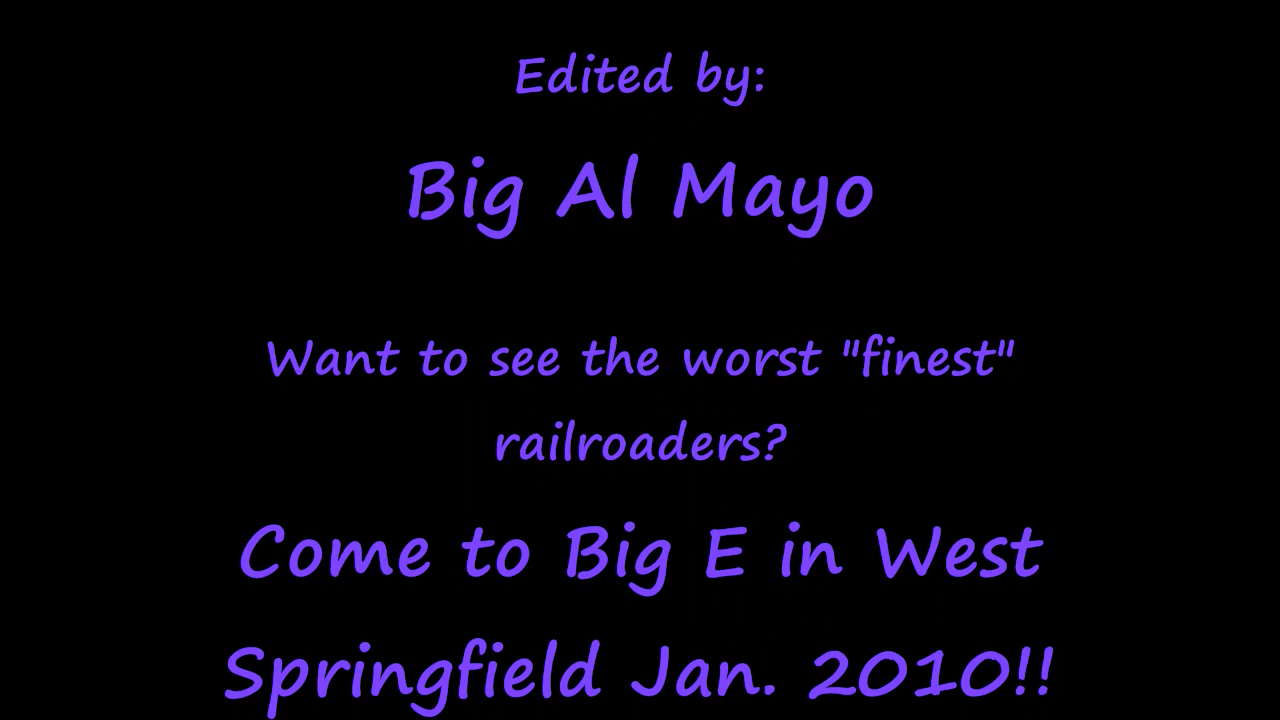 Edited by:
Big Al Mayo
Want to see the worst "finest"
railroaders?
Come to Big E in West
Springfield Jan. 2010!!